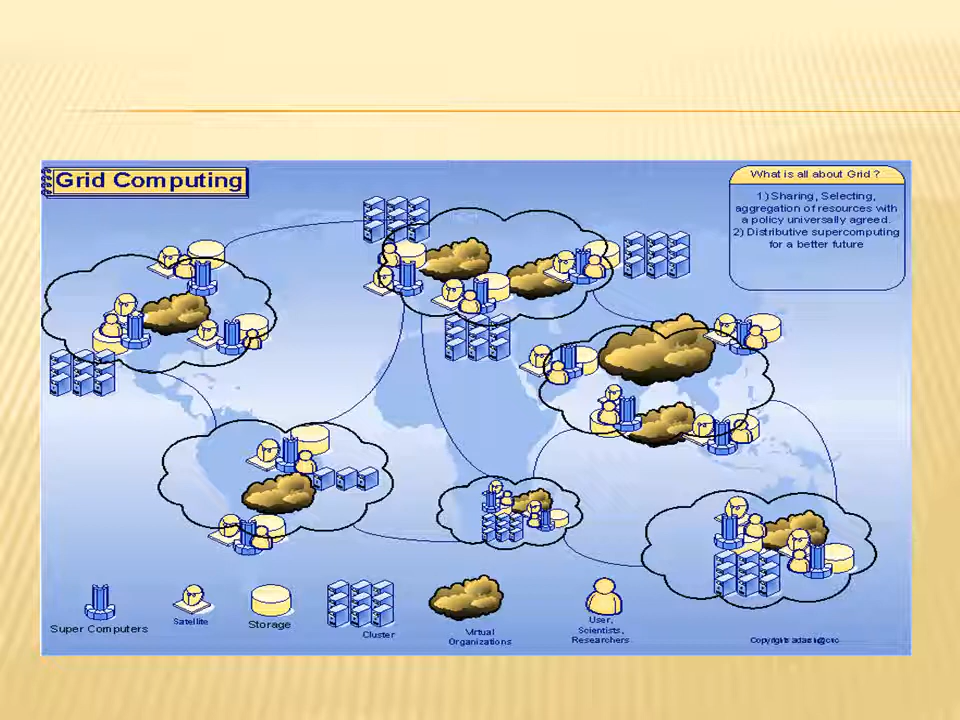 Grid Computing
What is all about Grid ?
1) Sharing, Selecting,
aggregation of resources with
a policy universally agreed.
2) Distributive supercomputing
for a better future
Super Computers
Satellite
Storage
Cluster
Virtual
Organizations
User,
Scientists,
Researchers